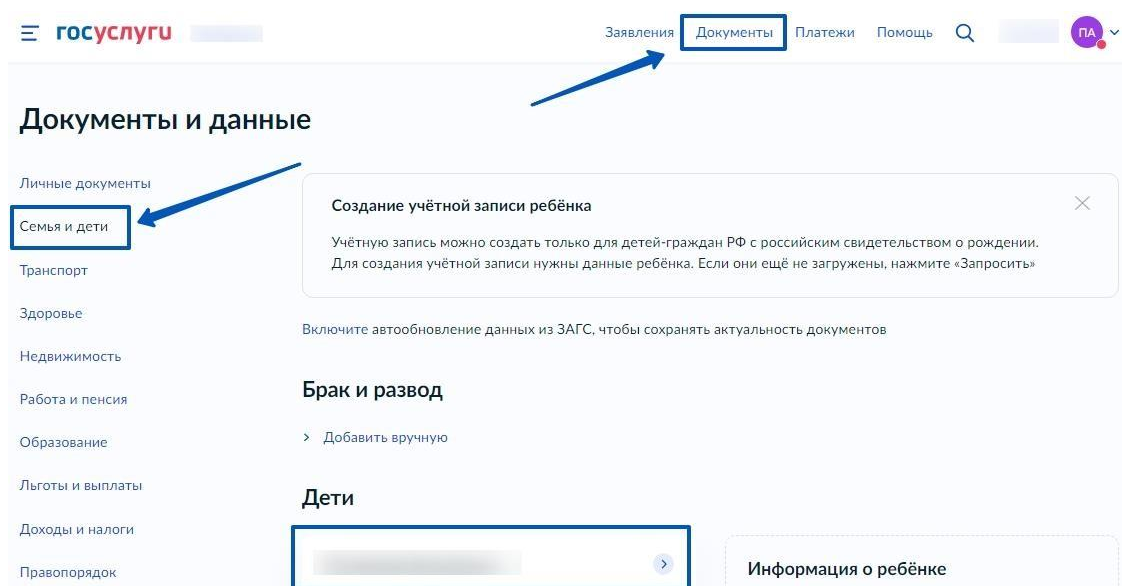 госуслуги
Заявления Документы Платежи Помощь ПА
Документы и данные
Личные документы
Семья и дети
Транспорт
Здоровье
Недвижимость
Работа и пенсия
Образование
Льготы и выплаты
Доходы и налоги
Правопорядок
Создание учётной записи ребёнка
Учётную запись можно создать только для детей-граждан РФ с российским свидетельством о рождении.
Для создания учётной записи нужны данные ребёнка. Если они ещё не загружены, нажмите «Запросить»
Включите автообновление данных из ЗАГС, чтобы сохранять актуальность документов
Брак и развод
Добавить вручную
Дети
Информация о ребёнке